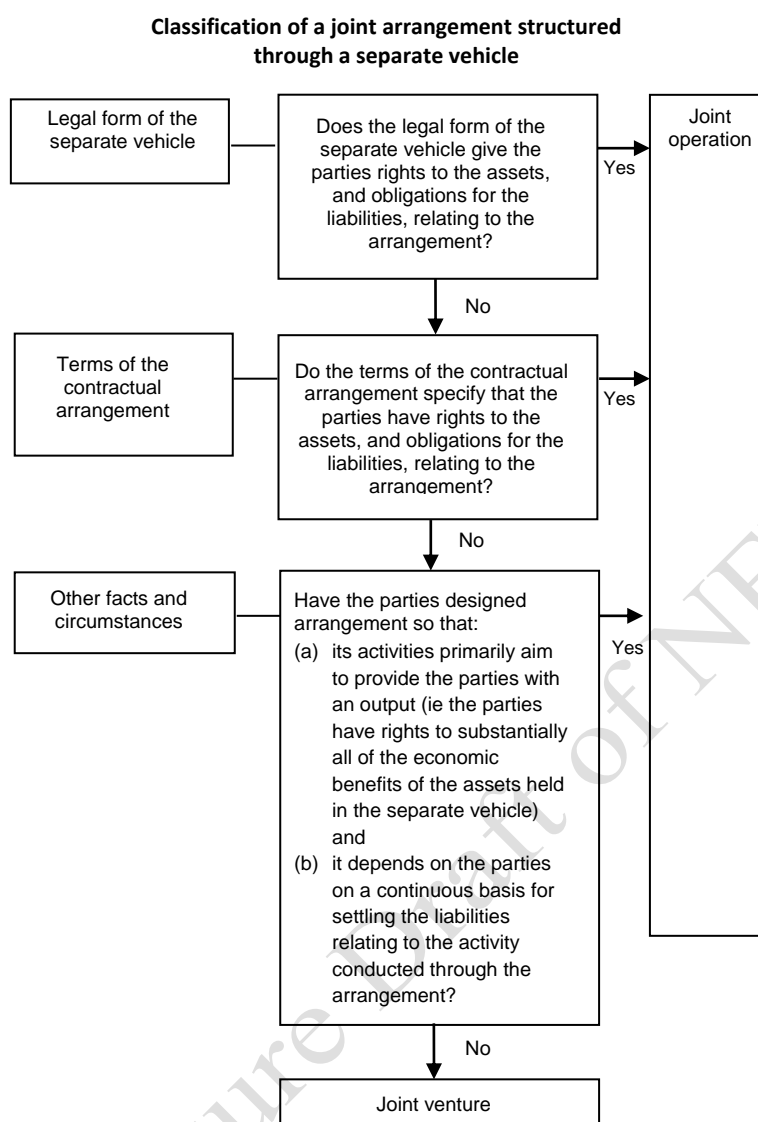 Classification of a joint arrangement structured
through a separate vehicle
Legal form of the
separate vehicle
Does the legal form of the
separate vehicle give the
parties rights to the assets,
and obligations for the
liabilities, relating to the
arrangement?
Yes
Joint
operation
No
Terms of the
contractual
arrangement
Do the terms of the contractual
arrangement specify that the
parties have rights to the
assets, and obligations for the
liabilities, relating to the
arrangement?
Yes
No
Other facts and
circumstances
Have the parties designed
arrangement so that:
(a) its activities primarily aim
to provide the parties with
an output (ie the parties
have rights to substantially
all of the economic
benefits of the assets held
in the separate vehicle)
and
(b) it depends on the parties
on a continuous basis for
settling the liabilities
relating to the activity
conducted through the
arrangement?
Yes
No
Joint venture
ure Draft of NF